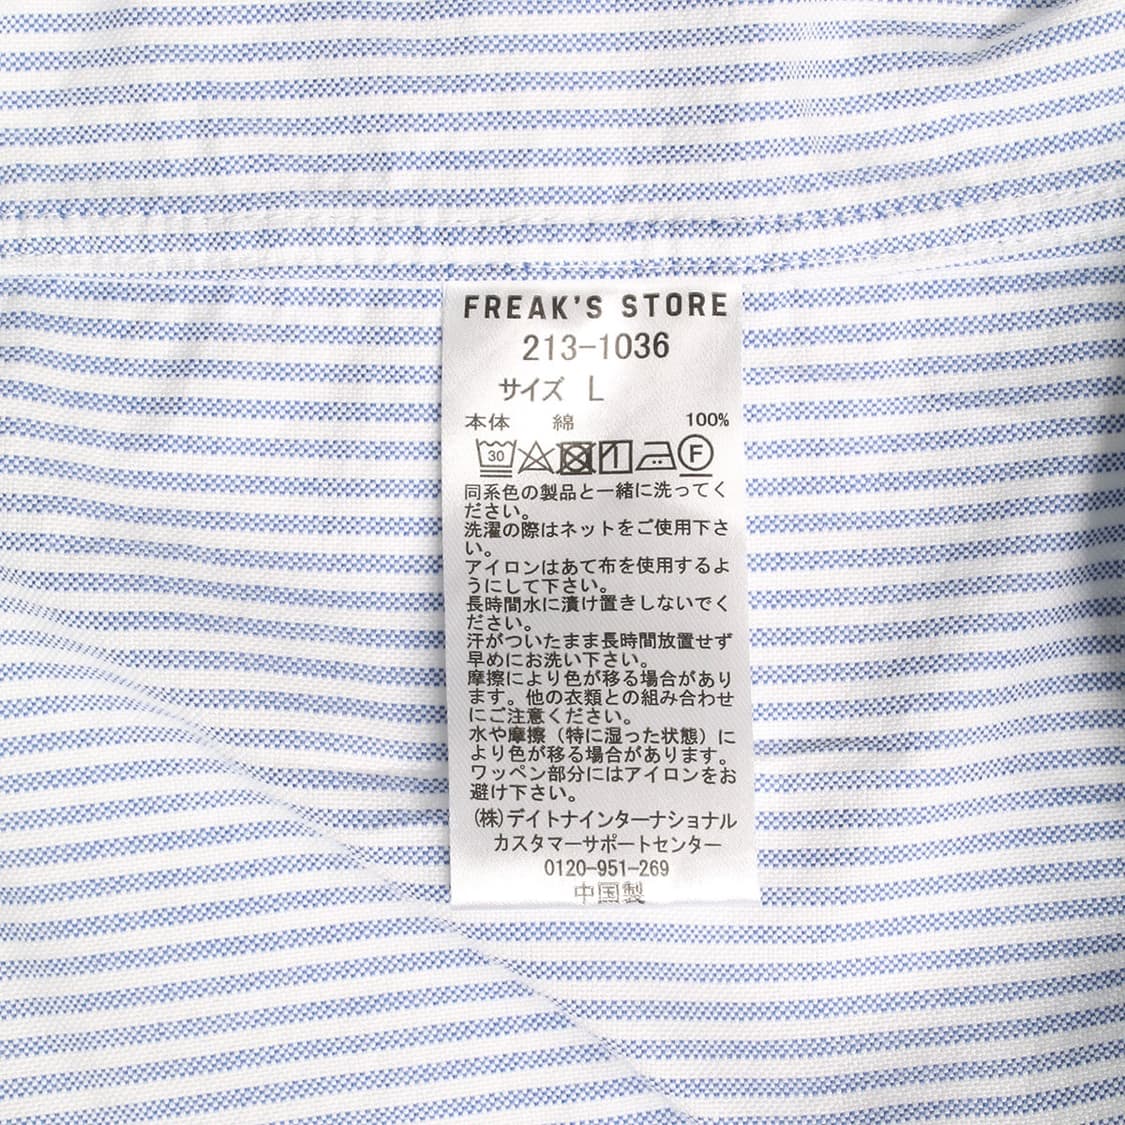 FREAK'S STORE
213-1036
サイズ L
本体 綿 100%
30 F
同系色の製品と一緒に洗ってく
ださい。
洗濯の際はネットをご使用下さ
い。
アイロンはあて布を使用するよ
うにして下さい。
長時間水に漬け置きしないでく
ださい。
汗がついたまま長時間放置せず
早めにお洗い下さい。
摩擦により色が移る場合があり
ます。他の衣類との組み合わせ
にご注意ください。
水や摩擦（特に湿った状態）に
より色が移る場合があります。
ワッペン部分にはアイロンをお
避け下さい。
(株)デイトナインターナショナル
カスタマーサポートセンター
0120-951-269
中国製